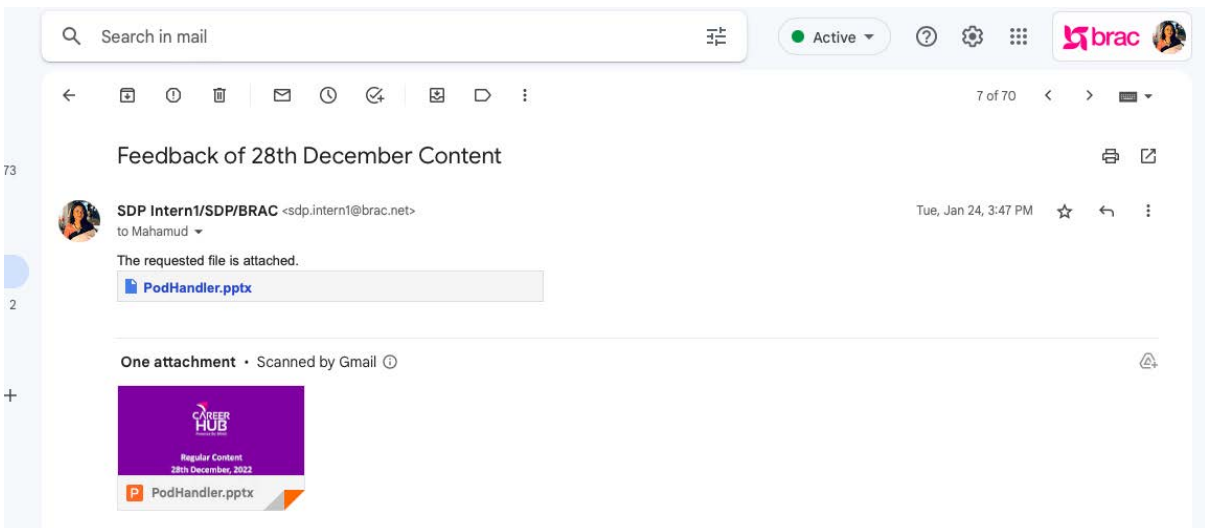 Search in mail
Active
brac
7 of 70
Feedback of 28th December Content
73
SDP Intern1/SDP/BRAC <sdp.intern1@brac.net>
Tue, Jan 24, 3:47 PM
to Mahamud
The requested file is attached.
PodHandler.pptx
2
One attachment • Scanned by Gmail
CAREER
HUB
Regular Content
28th December, 2022
P PodHandler.pptx